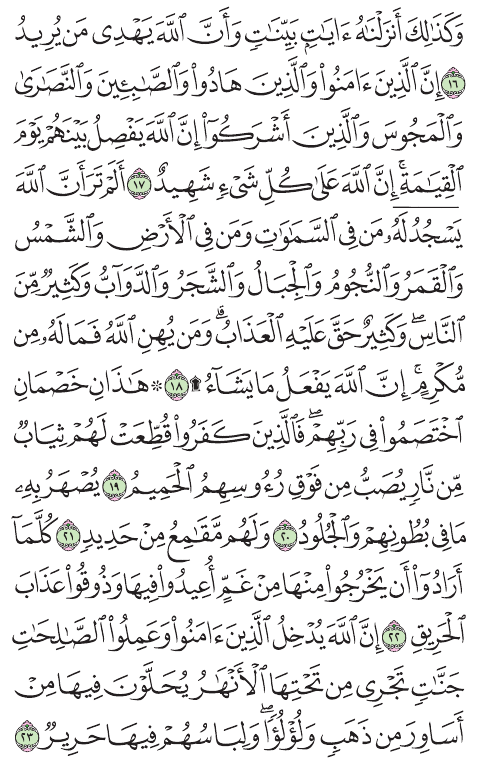 وَكَذَٰلِكَ أَنزَلْنَٰهُ ءَايَٰتٍۭ بَيِّنَٰتٍ وَأَنَّ ٱللَّهَ يَهْدِى مَن يُرِيدُ
١٦ إِنَّ ٱلَّذِينَ ءَامَنُوا۟ وَٱلَّذِينَ هَادُوا۟ وَٱلصَّٰبِـِٔينَ وَٱلنَّصَٰرَىٰ
وَٱلْمَجُوسَ وَٱلَّذِينَ أَشْرَكُوٓا۟ إِنَّ ٱللَّهَ يَفْصِلُ بَيْنَهُمْ يَوْمَ
ٱلْقِيَٰمَةِ ۚ إِنَّ ٱللَّهَ عَلَىٰ كُلِّ شَىْءٍ شَهِيدٌ ١٧ أَلَمْ تَرَ أَنَّ ٱللَّهَ
يَسْجُدُ لَهُۥ مَن فِى ٱلسَّمَٰوَٰتِ وَمَن فِى ٱلْأَرْضِ وَٱلشَّمْسُ
وَٱلْقَمَرُ وَٱلنُّجُومُ وَٱلْجِبَالُ وَٱلشَّجَرُ وَٱلدَّوَآبُّ وَكَثِيرٌ مِّنَ
ٱلنَّاسِ ۖ وَكَثِيرٌ حَقَّ عَلَيْهِ ٱلْعَذَابُ ۗ وَمَن يُهِنِ ٱللَّهُ فَمَا لَهُۥ مِن
مُّكْرِمٍ ۚ إِنَّ ٱللَّهَ يَفْعَلُ مَا يَشَآءُ ۩ ١٨ ۞ هَٰذَانِ خَصْمَانِ
ٱخْتَصَمُوا۟ فِى رَبِّهِمْ ۖ فَٱلَّذِينَ كَفَرُوا۟ قُطِّعَتْ لَهُمْ ثِيَابٌ
مِّن نَّارٍ يُصَبُّ مِن فَوْقِ رُءُوسِهِمُ ٱلْحَمِيمُ ١٩ يُصْهَرُ بِهِۦ
مَا فِى بُطُونِهِمْ وَٱلْجُلُودُ ٢٠ وَلَهُم مَّقَٰمِعُ مِنْ حَدِيدٍ ٢١ كُلَّمَآ
أَرَادُوٓا۟ أَن يَخْرُجُوا۟ مِنْهَا مِنْ غَمٍّ أُعِيدُوا۟ فِيهَا وَذُوقُوا۟ عَذَابَ
ٱلْحَرِيقِ ٢٢ إِنَّ ٱللَّهَ يُدْخِلُ ٱلَّذِينَ ءَامَنُوا۟ وَعَمِلُوا۟ ٱلصَّٰلِحَٰتِ
جَنَّٰتٍ تَجْرِى مِن تَحْتِهَا ٱلْأَنْهَٰرُ يُحَلَّوْنَ فِيهَا مِنْ
أَسَاوِرَ مِن ذَهَبٍ وَلُؤْلُؤًا ۖ وَلِبَاسُهُمْ فِيهَا حَرِيرٌ ٢٣